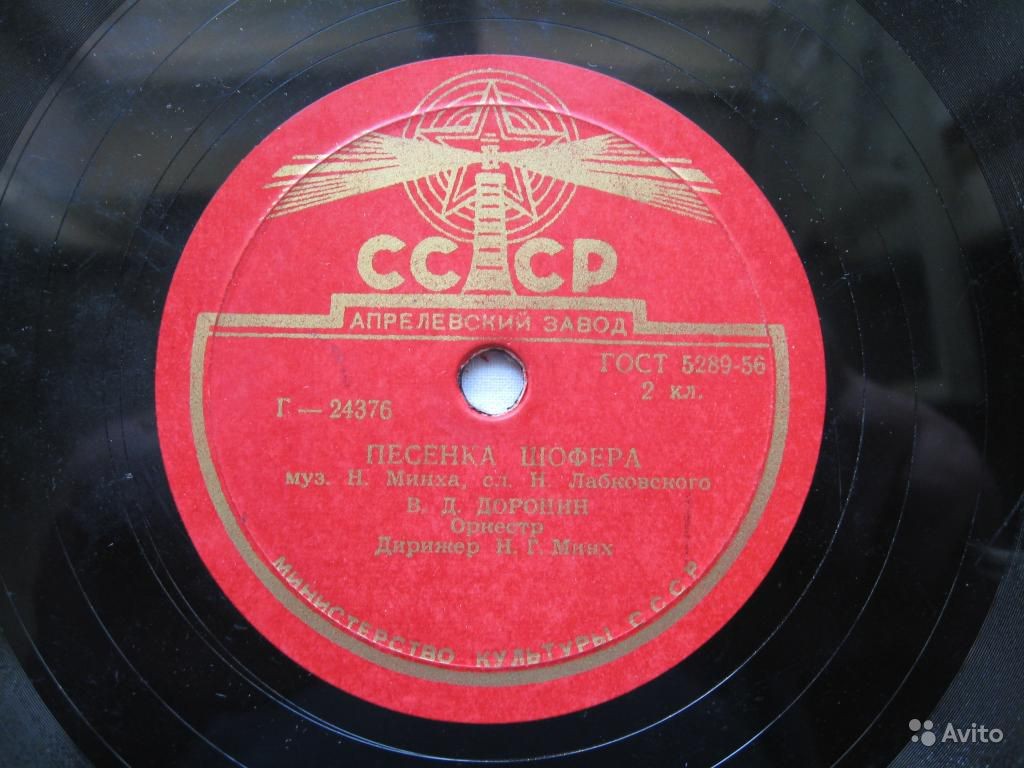 СССР
АПРЕЛЕВСКИЙ ЗАВОД
ГОСТ 5289-56
2 кл.
Г — 24376
ПЕСЕНКА ШОФЕРА
муз. Н. Минха, сл. Н. Лабковского
В. Д. ДОРОНИН
Оркестр
Дирижер Н. Г. Минх
МИНИСТЕРСТВО КУЛЬТУРЫ С.С.С.Р.
Avito